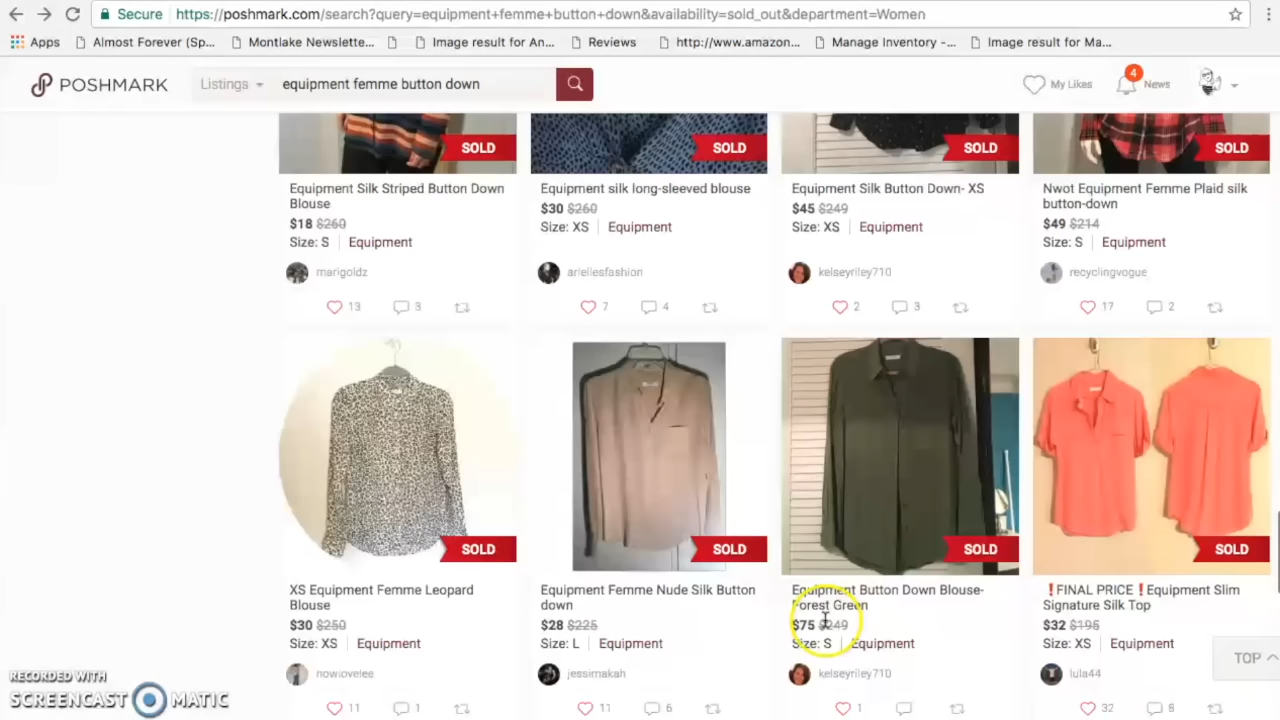 Secure https://poshmark.com/search?query=equipment+femme+button+down&availability=sold_out&department=Women
Apps Almost Forever (Sp... Montlake Newslette... Image result for An... Reviews http://www.amazon... Manage Inventory -... Image result for Ma...
POSHMARK Listings equipment femme button down My Likes 4 News
SOLD SOLD SOLD SOLD
Equipment Silk Striped Button Down
Blouse
$18 $260
Size: S Equipment
marigoldz
13 3
Equipment silk long-sleeved blouse
$30 $260
Size: XS Equipment
ariellesfashion
7 4
Equipment Silk Button Down- XS
$45 $249
Size: XS Equipment
kelseyriley710
2 3
Nwot Equipment Femme Plaid silk
button-down
$49 $214
Size: S Equipment
recyclingvogue
17 2
SOLD SOLD SOLD SOLD
XS Equipment Femme Leopard
Blouse
$30 $250
Size: XS Equipment
nowiovelee
11 1
Equipment Femme Nude Silk Button
down
$28 $225
Size: L Equipment
jessimakah
11 6
Equipment Button Down Blouse-
Forest Green
$75 $249
Size: S Equipment
kelseyriley710
1
❗FINAL PRICE❗Equipment Slim
Signature Silk Top
$32 $195
Size: XS Equipment
lula44
32 8
TOP
RECORDED WITH
SCREENCAST MATIC